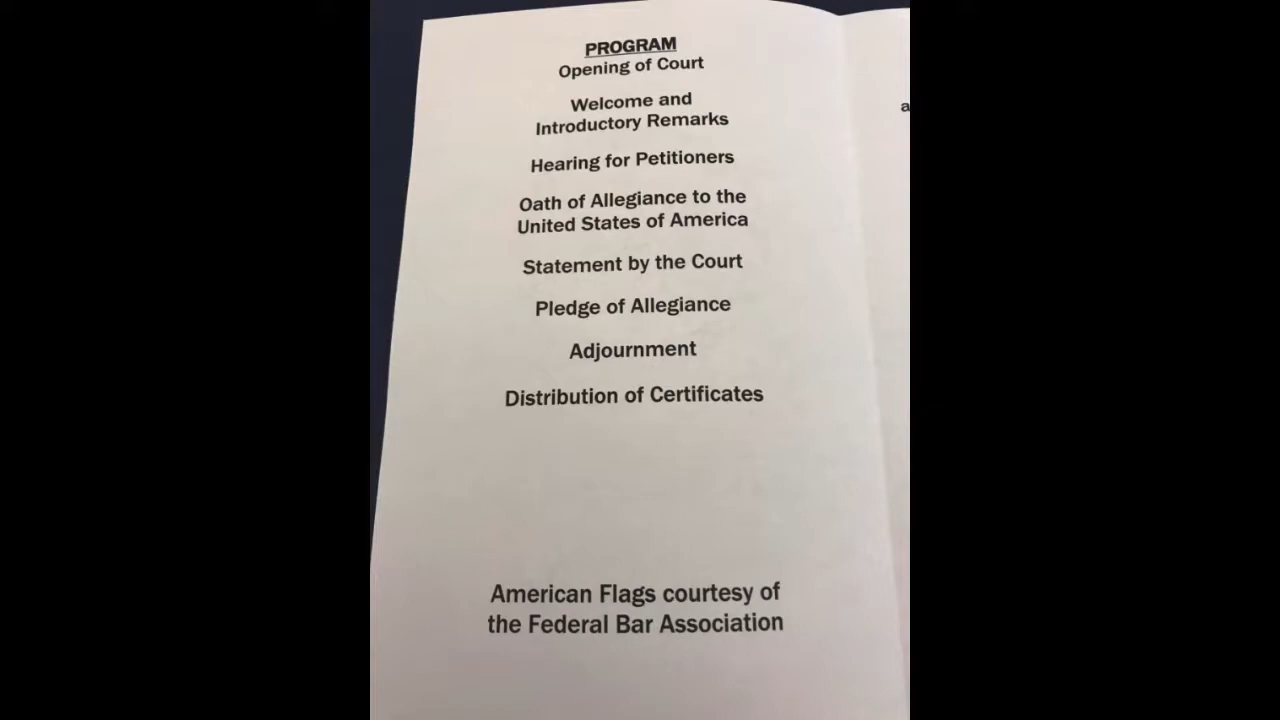 PROGRAM
Opening of Court
Welcome and
Introductory Remarks
Hearing for Petitioners
Oath of Allegiance to the
United States of America
Statement by the Court
Pledge of Allegiance
Adjournment
Distribution of Certificates
American Flags courtesy of
the Federal Bar Association